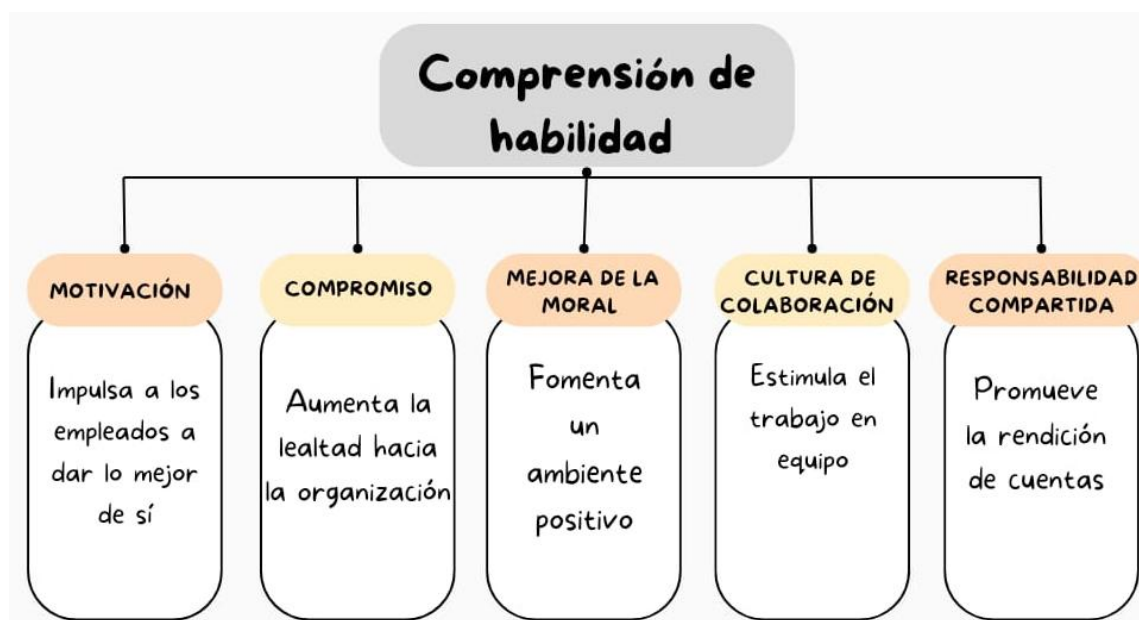 Comprensión de
habilidad
MOTIVACIÓN
Impulsa a los
empleados a
dar lo mejor
de sí
COMPROMISO
Aumenta la
lealtad hacia
la organización
MEJORA DE LA
MORAL
Fomenta
un
ambiente
positivo
CULTURA DE
COLABORACIÓN
Estimula el
trabajo en
equipo
RESPONSABILIDAD
COMPARTIDA
Promueve
la rendición
de cuentas